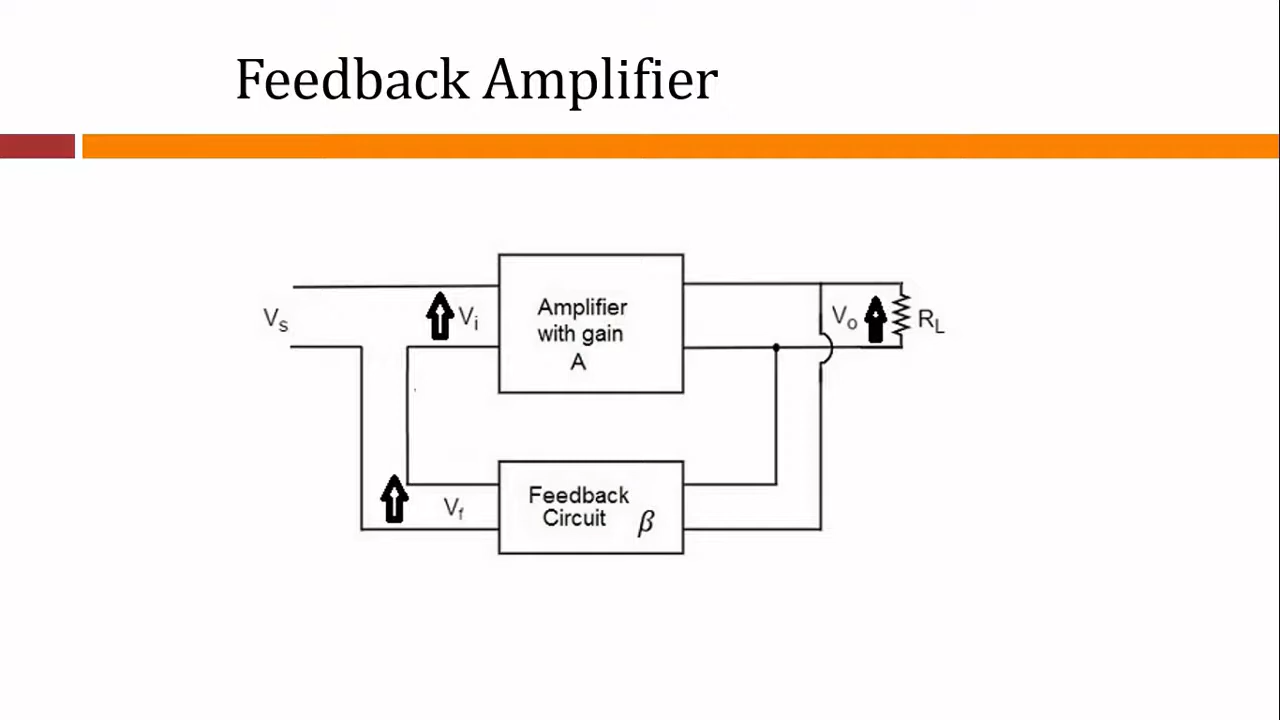 Feedback Amplifier
Vs
Vi
Amplifier
with gain
A
Vo
RL
Vf
Feedback
Circuit β